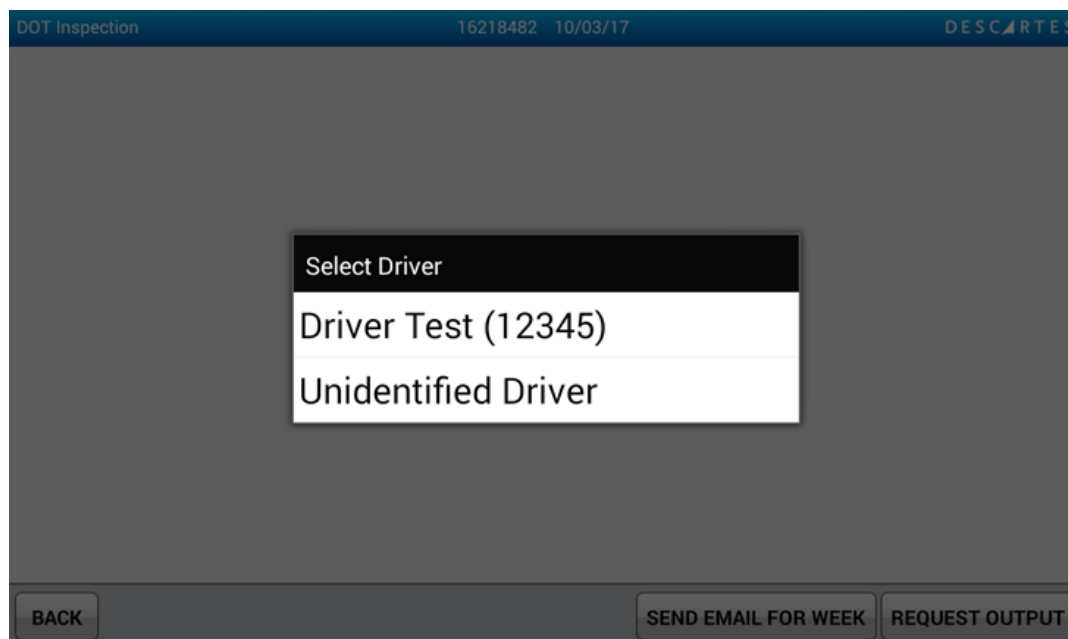 DOT Inspection 16218482 10/03/17 DESCARTES
Select Driver
Driver Test (12345)
Unidentified Driver
BACK SEND EMAIL FOR WEEK REQUEST OUTPUT